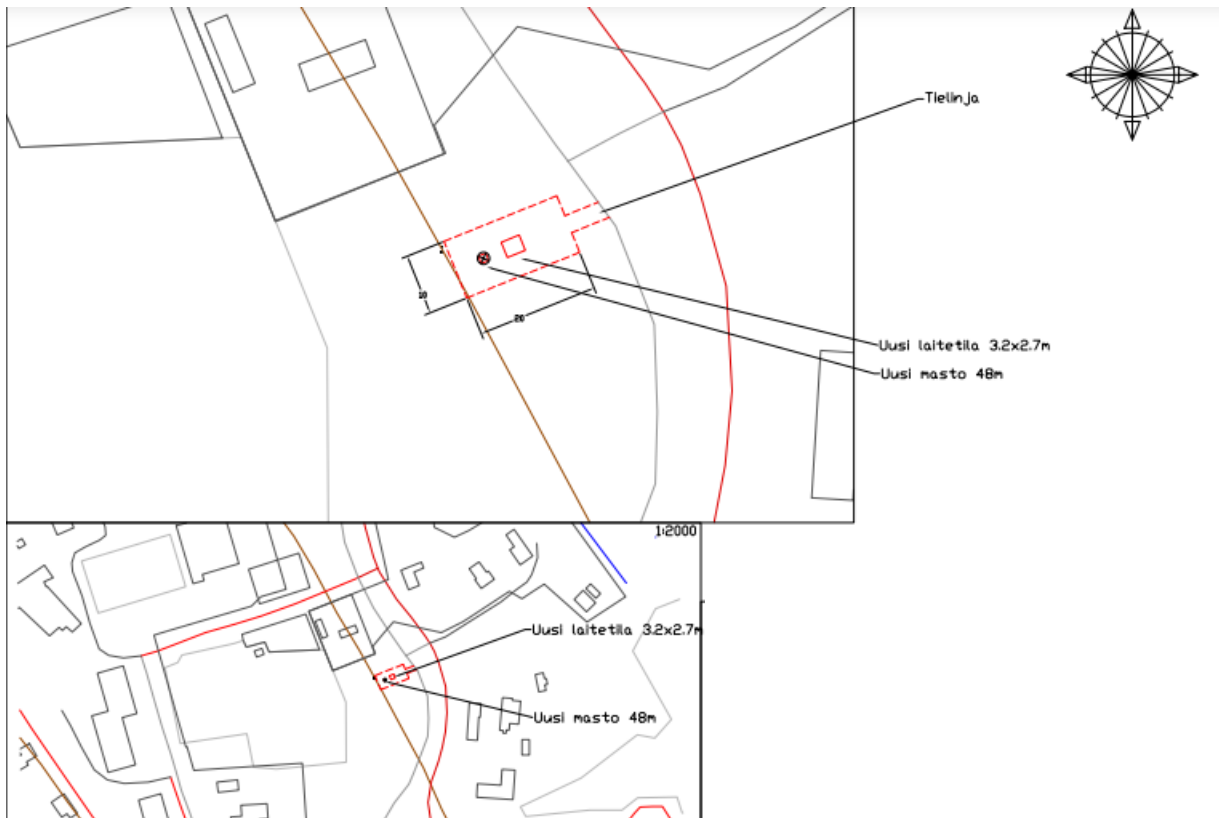 Tielinja
10
20
Uusi laitetila 3.2x2.7m
Uusi masto 48m
1:2000
Uusi laitetila 3.2x2.7m
Uusi masto 48m